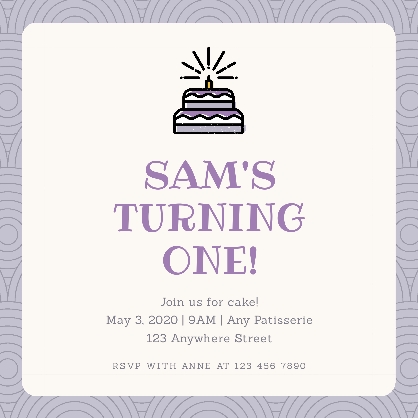 SAM'S
TURNING
ONE!
Join us for cake!
May 3, 2020 | 9AM | Any Patisserie
123 Anywhere Street
RSVP WITH ANNE AT 123 456 7890